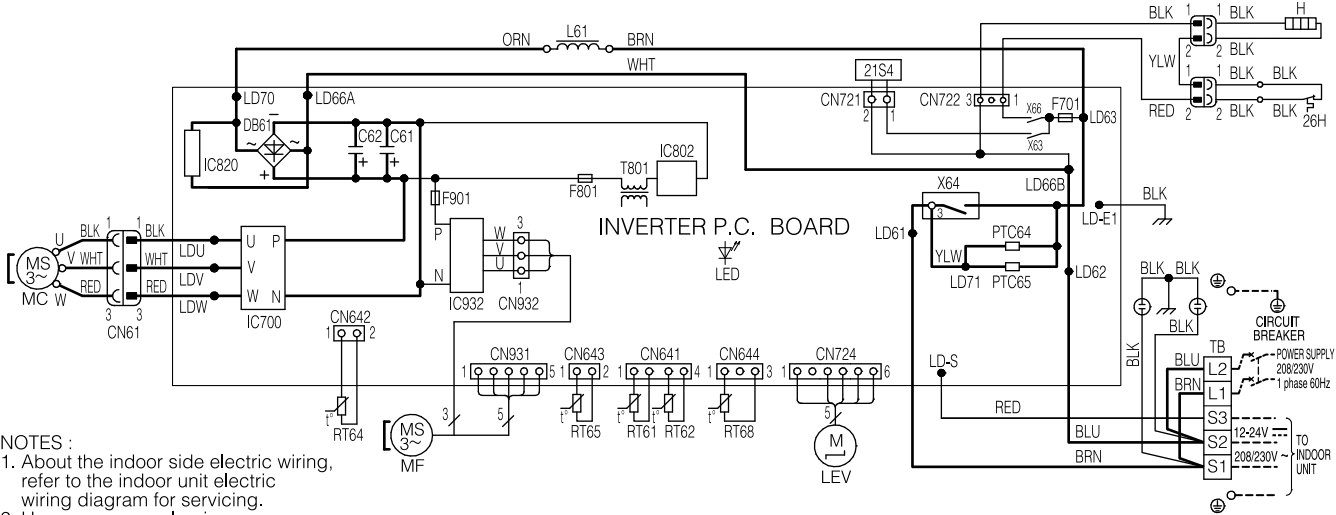 BLK 1 1 BLK H
ORN L61 BRN
2 2 BLK
WHT
YLW
21S4
1 1 BLK BLK
LD70 LD66A
CN721 CN722 3 1 X66 F701 LD63
RED 2 2 BLK BLK 26H
2 1
X63
DB61 − C62 C61
~ ~
IC820
+ + +
T801 IC802
F901 F801
LD66B
X64
BLK
INVERTER P.C. BOARD
LD-E1
3
1 1
BLK BLK
U
LDU
U P
P
W 3
V
U
1
LED
LD61
PTC64
YLW
MS 3~
V WHT WHT
LDV
V
LD71 PTC65
LD62
BLK BLK
MC W RED RED
LDW
W N
N
3 3
CN61
IC700
IC932 CN932
CIRCUIT
BREAKER
BLK
BLK
CN642
1 2
TB
POWER SUPPLY
208/230V
1 phase 60Hz
BLU L2
BRN L1
CN931 CN643 CN641 CN644 CN724
1 5 1 2 1 4 1 3 1 6
LD-S
RED
S3
BLU
S2
12-24V
BRN
S1
208/230V ~
TO
INDOOR
UNIT
t° RT64
3 5
t° RT65
t° RT61 t° RT62
t° RT68
5
MS 3~
MF
M
LEV
NOTES :
1. About the indoor side electric wiring,
refer to the indoor unit electric
wiring diagram for servicing.